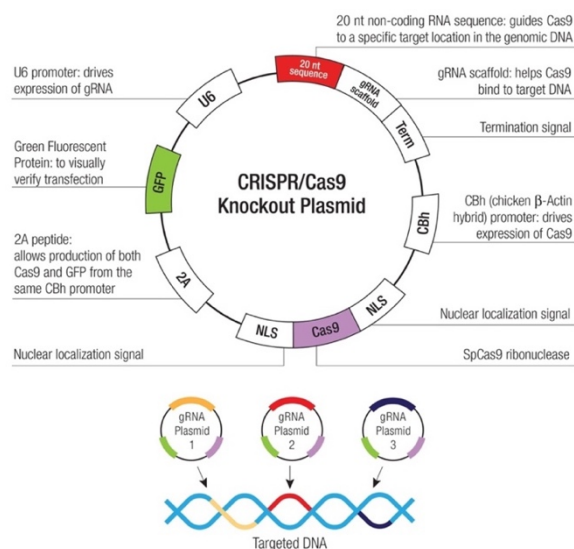 20 nt non-coding RNA sequence: guides Cas9
to a specific target location in the genomic DNA
U6 promoter: drives
expression of gRNA
gRNA scaffold: helps Cas9
bind to target DNA
Termination signal
Green Fluorescent
Protein: to visually
verify transfection
CBh (chicken β-Actin
hybrid) promoter: drives
expression of Cas9
2A peptide:
allows production of both
Cas9 and GFP from the
same CBh promoter
Nuclear localization signal
Nuclear localization signal
SpCas9 ribonuclease
CRISPR/Cas9
Knockout Plasmid
20 nt
sequence
gRNA
scaffold
Term
CBh
NLS
Cas9
NLS
2A
GFP
U6
gRNA
Plasmid
1
gRNA
Plasmid
2
gRNA
Plasmid
3
Targeted DNA